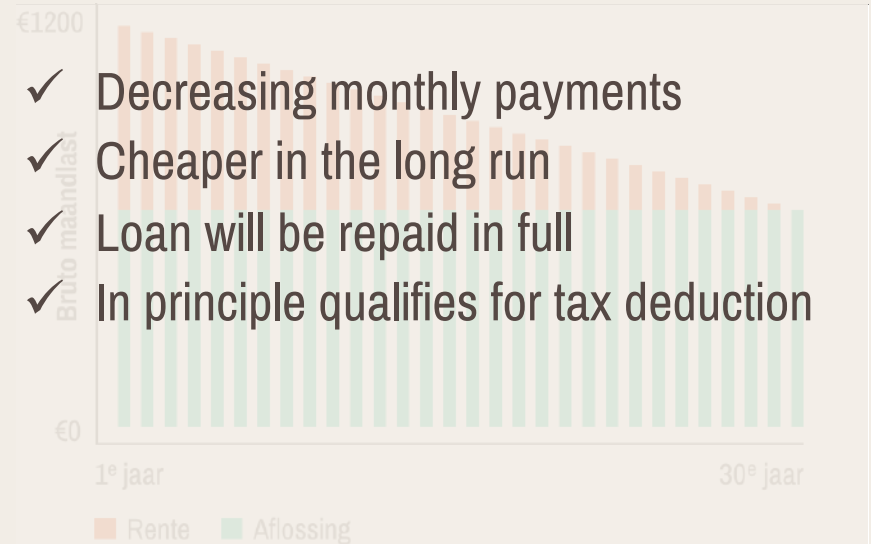 €1200
✓ Decreasing monthly payments
✓ Cheaper in the long run
✓ Loan will be repaid in full
✓ In principle qualifies for tax deduction
Bruto maandlast
€0
1e jaar 30e jaar
Rente Aflossing